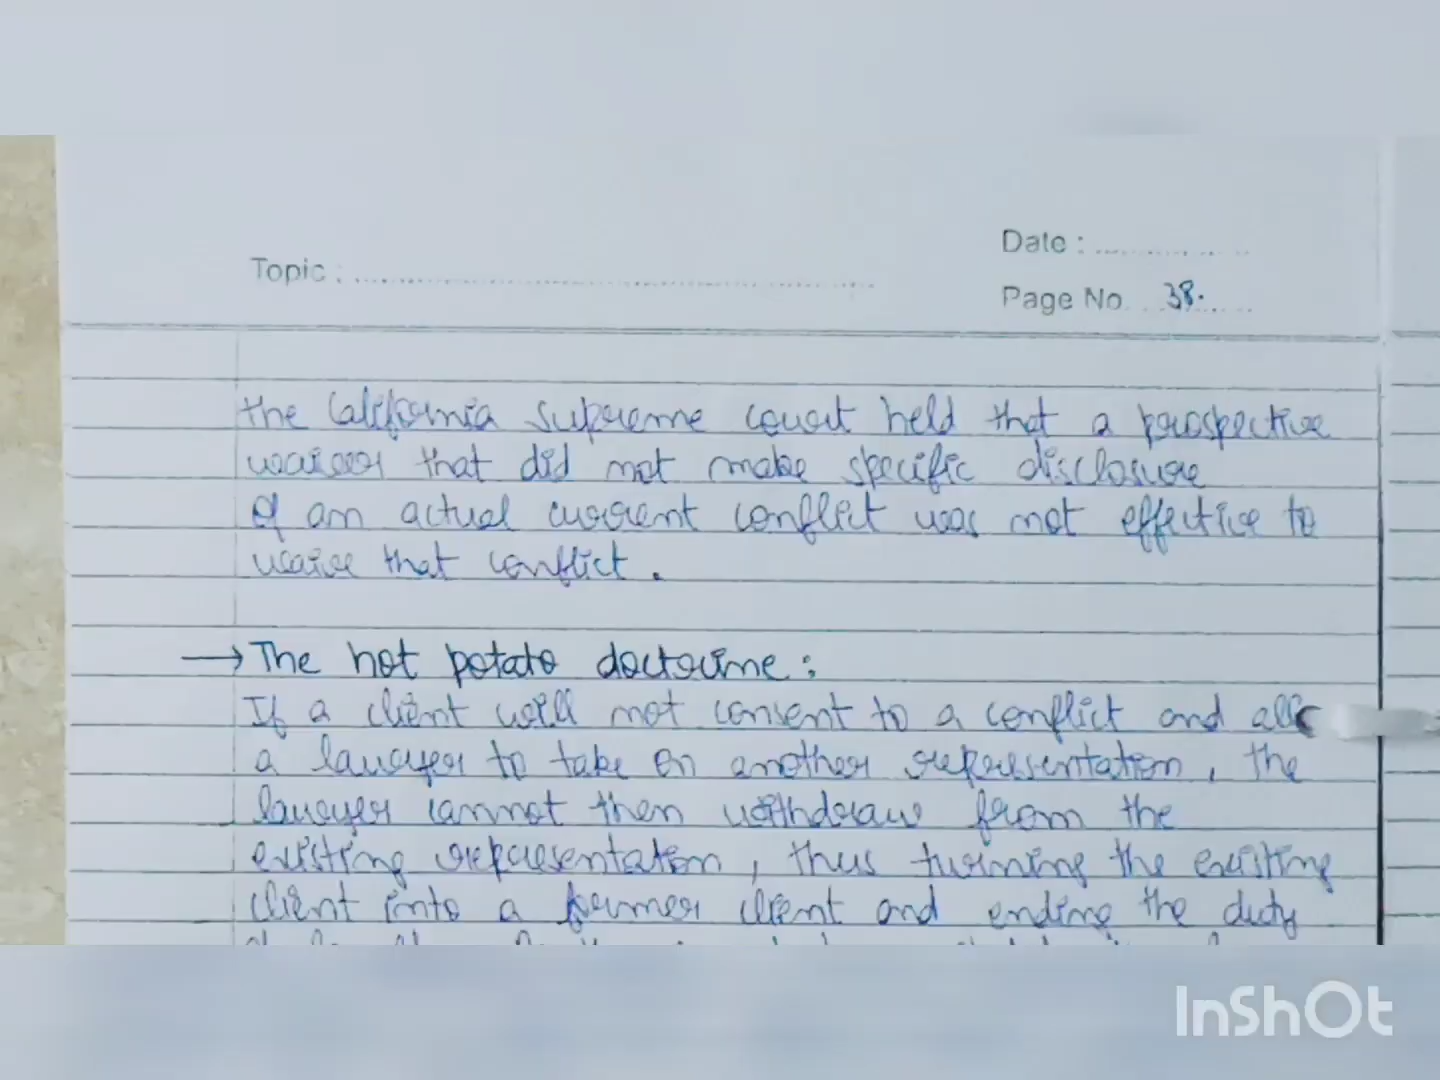 Topic :
Date :
Page No. 38.
the California supreme court held that a prospective
waiver that did not make specific disclosure
of an actual current conflict was not effective to
waive that conflict.
→ The hot potato doctrine :
If a client will not consent to a conflict and
a lawyer to take on another representation, the
lawyer cannot then withdraw from the
existing representation, thus turning the existing
client into a former client and ending the duty
InShOt